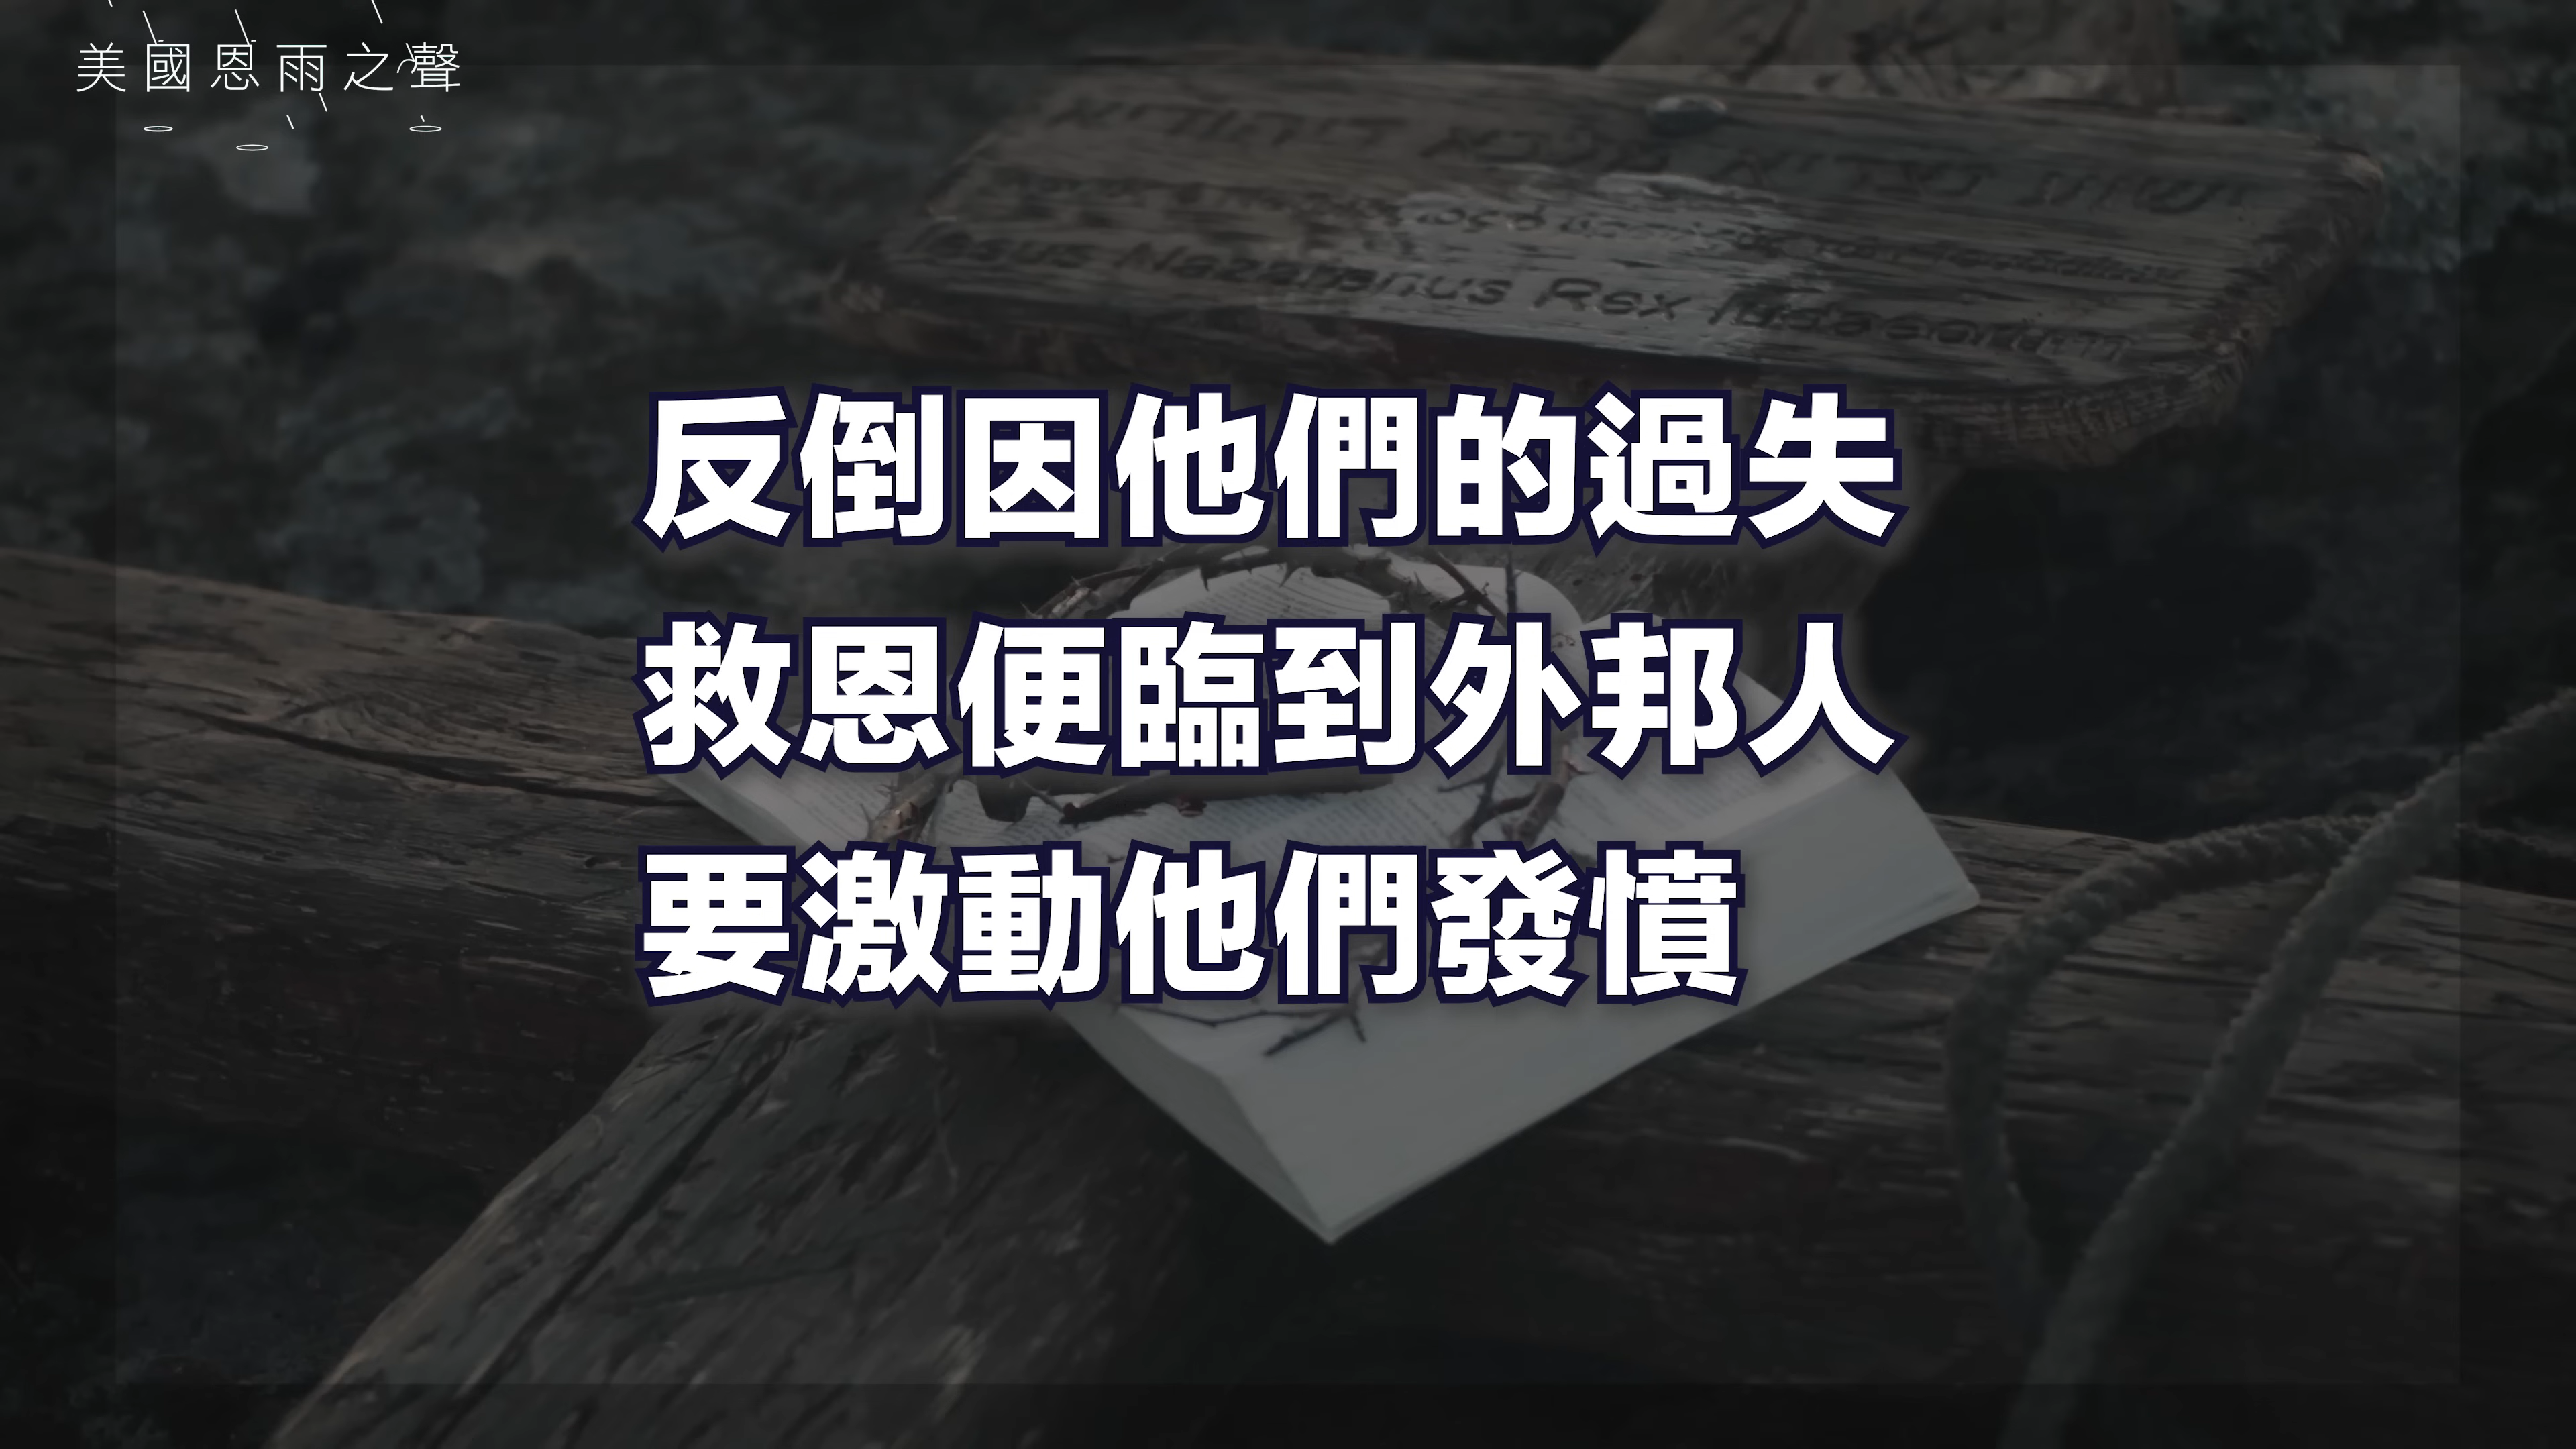 美國恩雨之聲
Iesus Nazarenus Rex Iudaeorum
反倒因他們的過失
救恩便臨到外邦人
要激動他們發憤